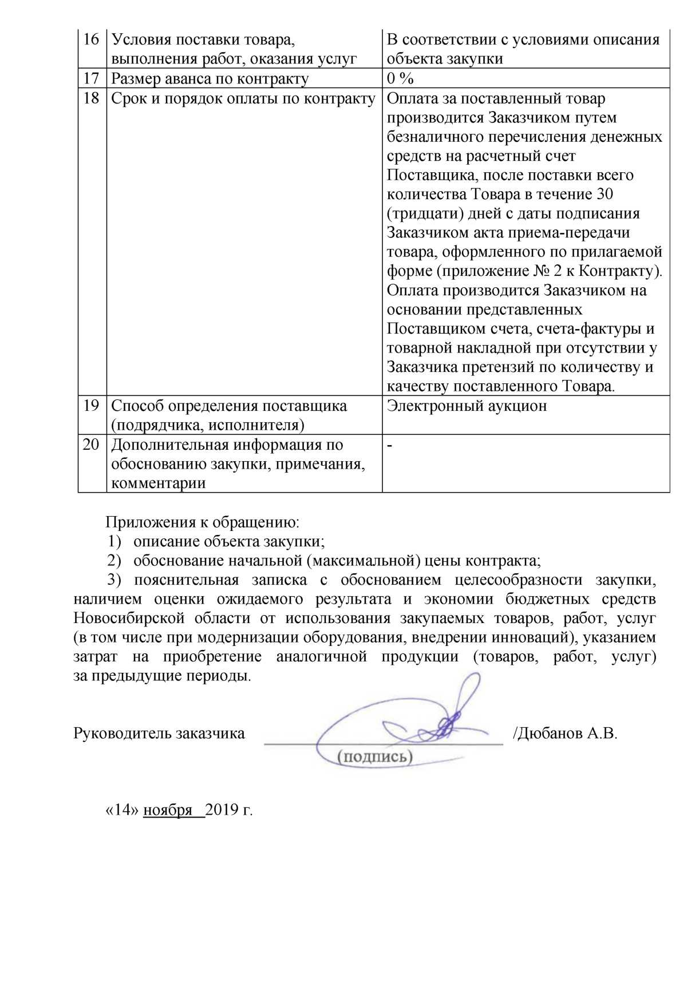 16 Условия поставки товара, В соответствии с условиями описания
выполнения работ, оказания услуг объекта закупки
17 Размер аванса по контракту 0 %
18 Срок и порядок оплаты по контракту Оплата за поставленный товар
производится Заказчиком путем
безналичного перечисления денежных
средств на расчетный счет
Поставщика, после поставки всего
количества Товара в течение 30
(тридцати) дней с даты подписания
Заказчиком акта приема-передачи
товара, оформленного по прилагаемой
форме (приложение № 2 к Контракту).
Оплата производится Заказчиком на
основании представленных
Поставщиком счета, счета-фактуры и
товарной накладной при отсутствии у
Заказчика претензий по количеству и
качеству поставленного Товара.
19 Способ определения поставщика Электронный аукцион
(подрядчика, исполнителя)
20 Дополнительная информация по -
обоснованию закупки, примечания,
комментарии
Приложения к обращению:
1) описание объекта закупки;
2) обоснование начальной (максимальной) цены контракта;
3) пояснительная записка с обоснованием целесообразности закупки,
наличием оценки ожидаемого результата и экономии бюджетных средств
Новосибирской области от использования закупаемых товаров, работ, услуг
(в том числе при модернизации оборудования, внедрении инноваций), указанием
затрат на приобретение аналогичной продукции (товаров, работ, услуг)
за предыдущие периоды.
Руководитель заказчика /Дюбанов А.В.
(подпись)
«14» ноября 2019 г.